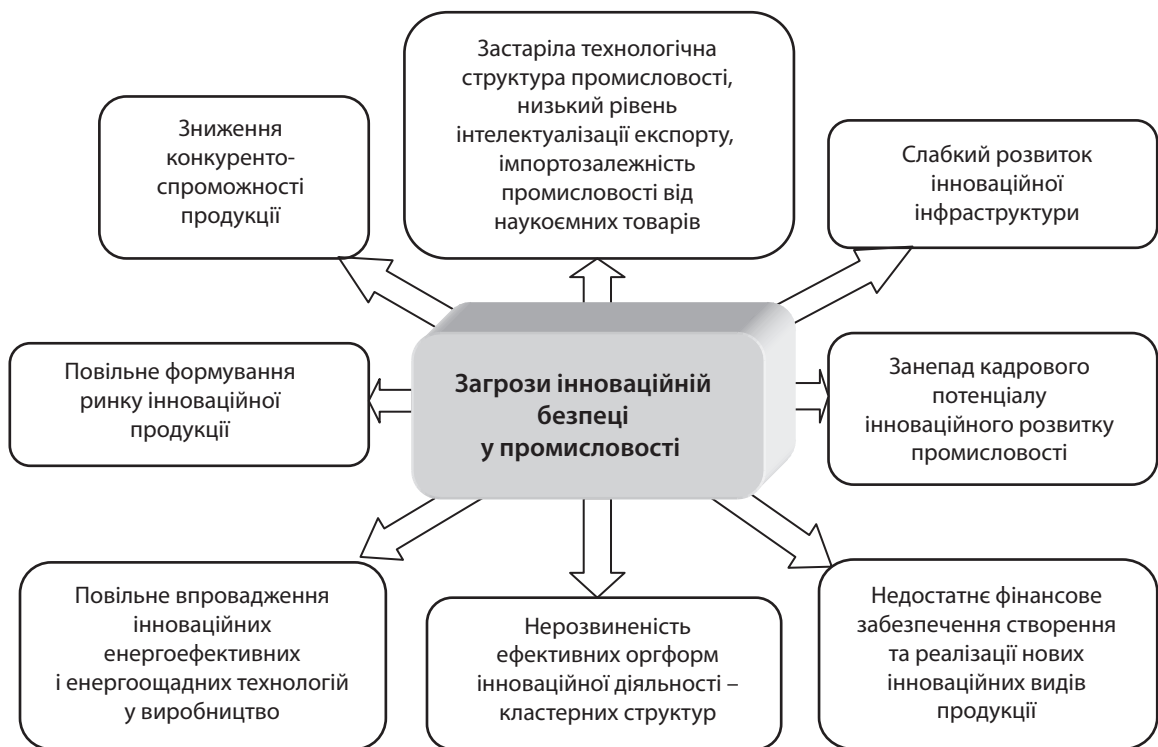 Застаріла технологічна
структура промисловості,
низький рівень
інтелектуалізації експорту,
імпортозалежність
промисловості від
наукоємних товарів
Зниження
конкуренто-
спроможності
продукції
Слабкий розвиток
інноваційної
інфраструктури
Повільне формування
ринку інноваційної
продукції
Загрози інноваційній
безпеці
у промисловості
Занепад кадрового
потенціалу
інноваційного розвитку
промисловості
Повільне впровадження
інноваційних
енергоефективних
і енергоощадних технологій
у виробництво
Нерозвиненість
ефективних оргформ
інноваційної діяльності –
кластерних структур
Недостатнє фінансове
забезпечення створення
та реалізації нових
інноваційних видів
продукції